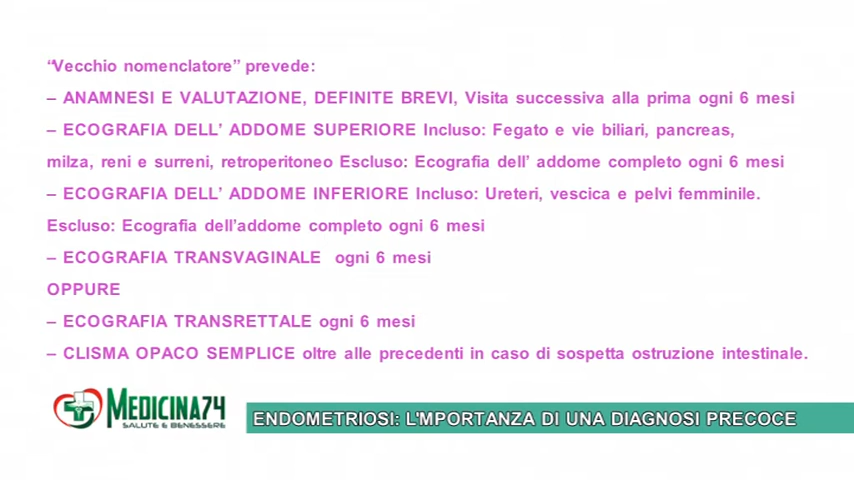 “Vecchio nomenclatore” prevede:
– ANAMNESI E VALUTAZIONE, DEFINITE BREVI, Visita successiva alla prima ogni 6 mesi
– ECOGRAFIA DELL’ ADDOME SUPERIORE Incluso: Fegato e vie biliari, pancreas,
milza, reni e surreni, retroperitoneo Escluso: Ecografia dell’ addome completo ogni 6 mesi
– ECOGRAFIA DELL’ ADDOME INFERIORE Incluso: Ureteri, vescica e pelvi femminile.
Escluso: Ecografia dell’addome completo ogni 6 mesi
– ECOGRAFIA TRANSVAGINALE ogni 6 mesi
OPPURE
– ECOGRAFIA TRANSRETTALE ogni 6 mesi
– CLISMA OPACO SEMPLICE oltre alle precedenti in caso di sospetta ostruzione intestinale.
MEDICINA74
SALUTE E BENESSERE
ENDOMETRIOSI: L'MPORTANZA DI UNA DIAGNOSI PRECOCE